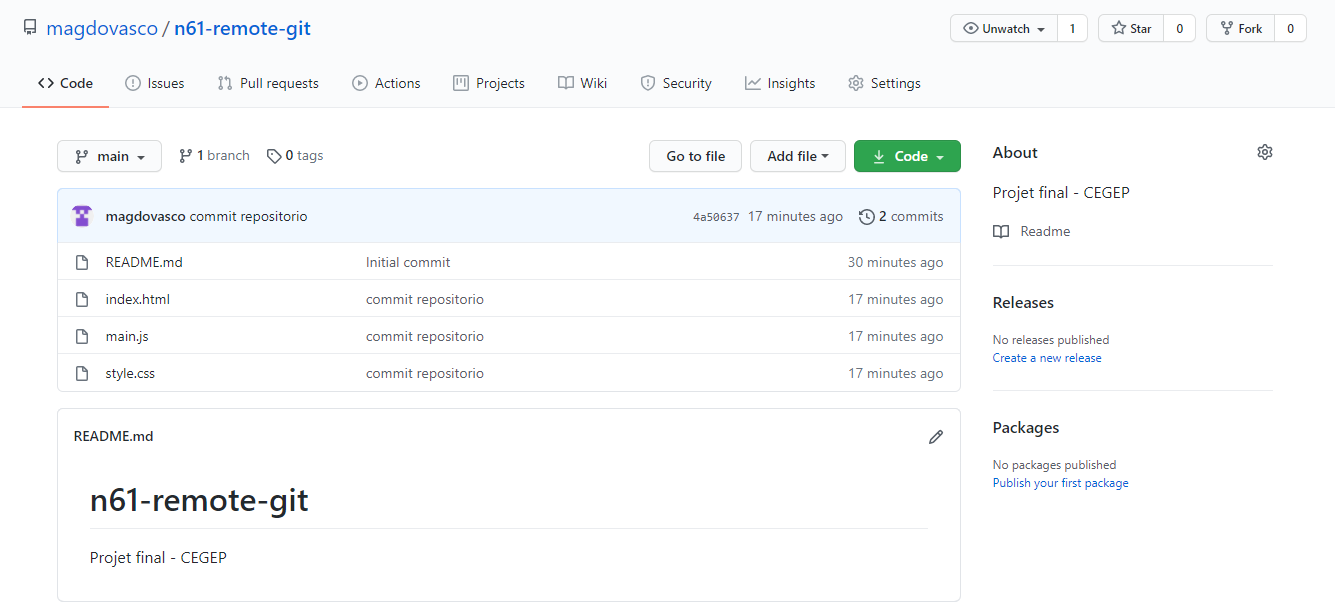 magdovasco / n61-remote-git
Unwatch 1 Star 0 Fork 0
Code Issues Pull requests Actions Projects Wiki Security Insights Settings
main 1 branch 0 tags Go to file Add file Code
magdovasco commit repositorio 4a50637 17 minutes ago 2 commits
README.md Initial commit 30 minutes ago
index.html commit repositorio 17 minutes ago
main.js commit repositorio 17 minutes ago
style.css commit repositorio 17 minutes ago
README.md
n61-remote-git
Projet final - CEGEP
About
Projet final - CEGEP
Readme
Releases
No releases published
Create a new release
Packages
No packages published
Publish your first package